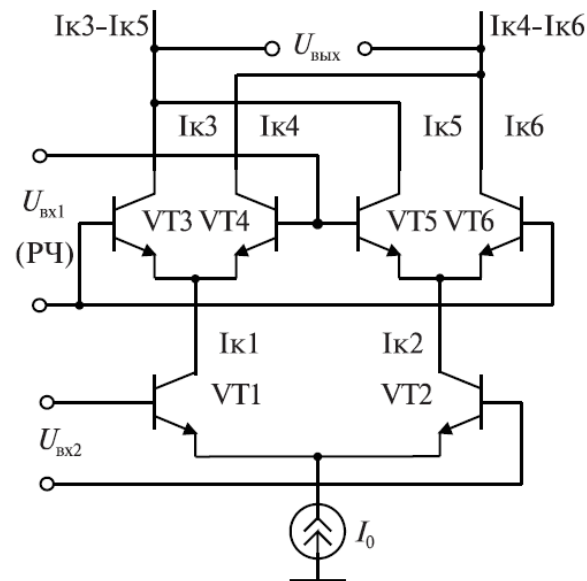 Iк3-Iк5 Uвых Iк4-Iк6
Iк3 Iк4 Iк5 Iк6
Uвх1
(РЧ)
VT3 VT4 VT5 VT6
Iк1 Iк2
VT1 VT2
Uвх2
I0